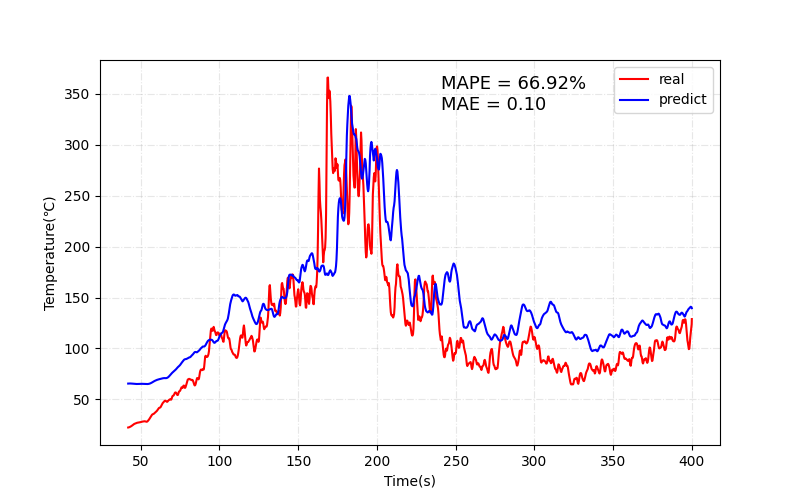 MAPE = 66.92%
MAE = 0.10
real
predict
Temperature(℃)
350
300
250
200
150
100
50
50 100 150 200 250 300 350 400
Time(s)